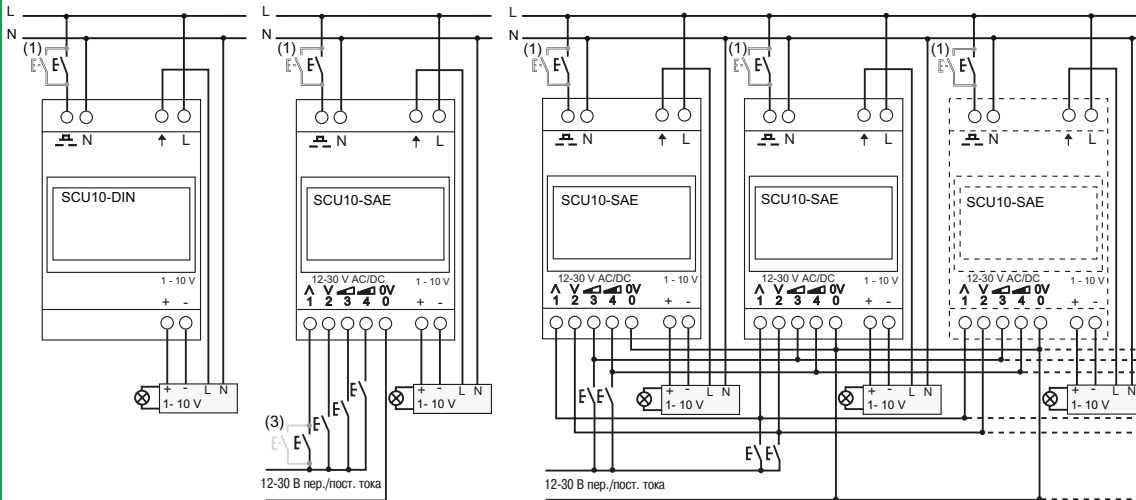 L
N
(1)
N ↑ L
SCU10-DIN
1 - 10 V
+ -
+ - L N
1- 10 V
L
N
(1)
N ↑ L
SCU10-SAE
12-30 V AC/DC 1 - 10 V
0V
1 2 3 4 0 + -
+ - L N
1- 10 V
(3)
12-30 В пер./пост. тока
L
N
(1)
N ↑ L
SCU10-SAE
12-30 V AC/DC 1 - 10 V
0V
1 2 3 4 0 + -
+ - L N
1- 10 V
12-30 В пер./пост. тока
(1)
N ↑ L
SCU10-SAE
12-30 V AC/DC 1 - 10 V
0V
1 2 3 4 0 + -
+ - L N
1- 10 V
(1)
N ↑ L
SCU10-SAE
12-30 V AC/DC 1 - 10 V
0V
1 2 3 4 0 + -
+ - L N
1- 10 V